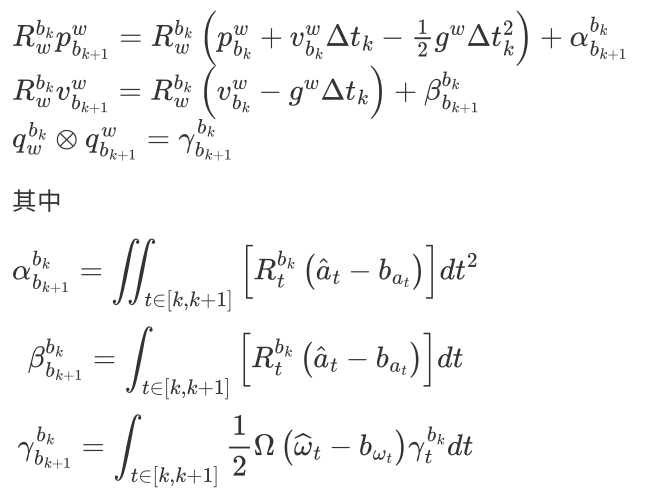 $R_w^{b_k} p_{b_{k+1}}^w = R_w^{b_k} \left( p_{b_k}^w + v_{b_k}^w \Delta t_k - \frac{1}{2} g^w \Delta t_k^2 \right) + \alpha_{b_{k+1}}^{b_k}$
$R_w^{b_k} v_{b_{k+1}}^w = R_w^{b_k} \left( v_{b_k}^w - g^w \Delta t_k \right) + \beta_{b_{k+1}}^{b_k}$
$q_w^{b_k} \otimes q_{b_{k+1}}^w = \gamma_{b_{k+1}}^{b_k}$
其中
$\alpha_{b_{k+1}}^{b_k} = \iint_{t \in [k,k+1]} \left[ R_t^{b_k} \left( \hat{a}_t - b_{a_t} \right) \right] dt^2$
$\beta_{b_{k+1}}^{b_k} = \int_{t \in [k,k+1]} \left[ R_t^{b_k} \left( \hat{a}_t - b_{a_t} \right) \right] dt$
$\gamma_{b_{k+1}}^{b_k} = \int_{t \in [k,k+1]} \frac{1}{2} \Omega \left( \widehat{\omega}_t - b_{\omega_t} \right) \gamma_t^{b_k} dt$